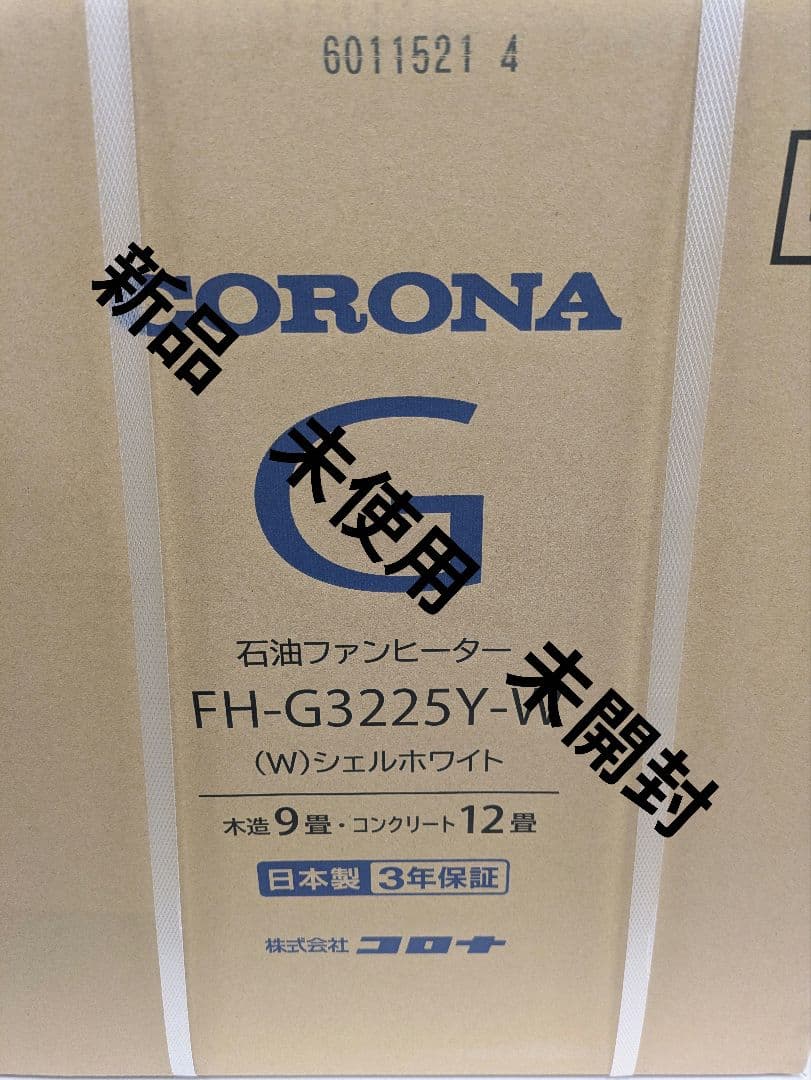 6011521 4
CORONA
新品
G
未使用
石油ファンヒーター
FH-G3225Y-W
未開封
(W)シェルホワイト
木造9畳・コンクリート12畳
日本製 3年保証
株式会社 コロナ